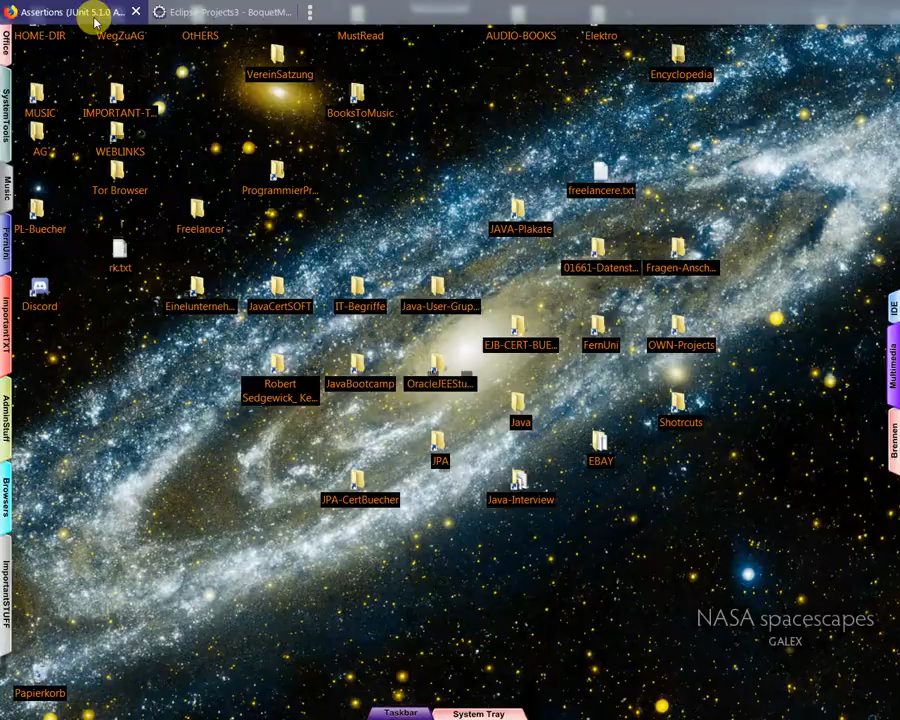 Assertions (JUnit 5.1.0 A...
Eclipse-Projects3 - BoquetM...
HOME-DIR
WegZuAG
OtHERS
MustRead
AUDIO-BOOKS
Elektro
VereinSatzung
Encyclopedia
MUSIC
IMPORTANT-T...
BooksToMusic
AG
WEBLINKS
Tor Browser
ProgrammierPr...
freelancere.txt
PL-Buecher
Freelancer
JAVA-Plakate
rk.txt
01661-Datenst...
Fragen-Ansch...
Discord
Eineluntemeh...
JavaCertSOFT
IT-Begriffe
Java-User-Grup...
EJB-CERT-BUE...
FernUni
OWN-Projects
Robert
Sedgewick_ Ke...
JavaBootcamp
OracleJEEStu...
Java
Shotrcuts
JPA
EBAY
JPA-CertBuecher
Java-Interview
Papierkorb
Office
SystemTools
Music
FernUni
ImportantTXT
AdminStuff
Browsers
ImportantSTUFF
IDE
Multimedia
Brennen
NASA spacescapes
GALEX
Taskbar
System Tray